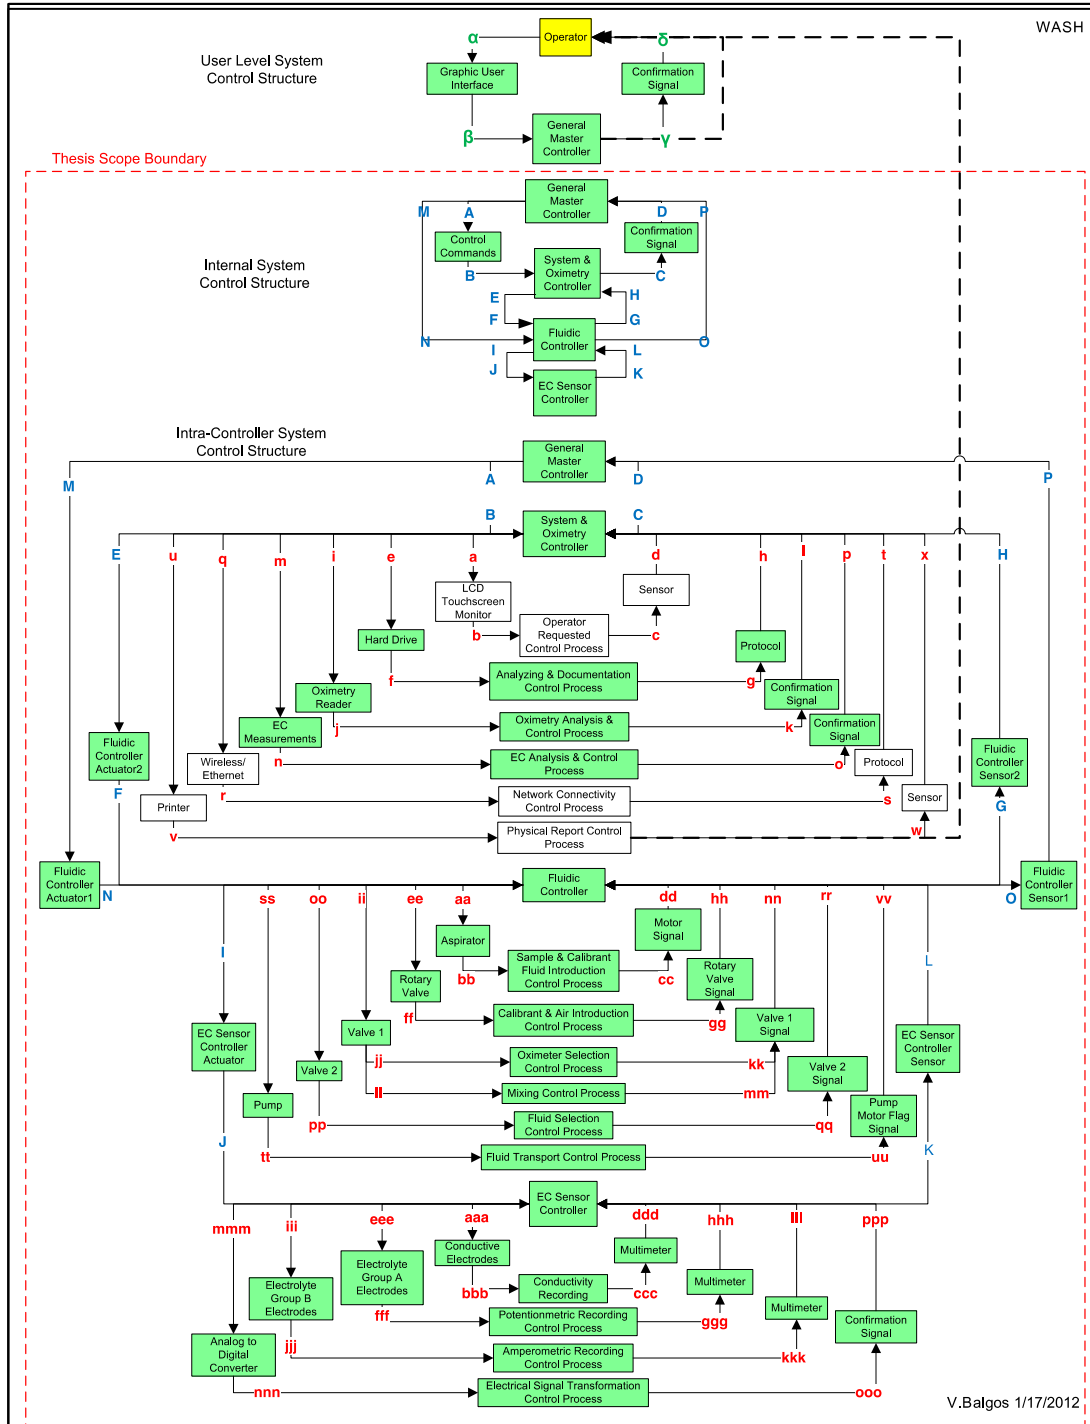 WASH
α
Operator
δ
User Level System
Control Structure
Graphic User
Interface
Confirmation
Signal
β
General
Master
Controller
γ
Thesis Scope Boundary
General
Master
Controller
M
A
D
P
Control
Commands
Confirmation
Signal
Internal System
Control Structure
B
System &
Oximetry
Controller
C
E
H
F
G
Fluidic
Controller
N
O
I
L
J
K
EC Sensor
Controller
Intra-Controller System
Control Structure
General
Master
Controller
M
A
D
P
B
C
System &
Oximetry
Controller
E
u
q
m
i
e
a
d
h
l
p
t
x
H
LCD
Touchscreen
Monitor
Sensor
b
Operator
Requested
Control Process
c
Hard Drive
Protocol
f
Analyzing & Documentation
Control Process
g
Oximetry
Reader
Confirmation
Signal
j
Oximetry Analysis &
Control Process
k
EC
Measurements
Confirmation
Signal
n
EC Analysis & Control
Process
o
Fluidic
Controller
Actuator2
Fluidic
Controller
Sensor2
Wireless/
Ethernet
Protocol
F
r
Network Connectivity
Control Process
s
G
Printer
Sensor
v
Physical Report Control
Process
w
Fluidic
Controller
Actuator1
N
Fluidic
Controller
O
Fluidic
Controller
Sensor1
ss
oo
ii
ee
aa
dd
hh
nn
rr
vv
Aspirator
Motor
Signal
I
L
bb
Sample & Calibrant
Fluid Introduction
Control Process
cc
Rotary
Valve
Rotary
Valve
Signal
ff
Calibrant & Air Introduction
Control Process
gg
EC Sensor
Controller
Actuator
Valve 1
Valve 1
Signal
EC Sensor
Controller
Sensor
jj
Oximeter Selection
Control Process
kk
Valve 2
Valve 2
Signal
ll
Mixing Control Process
mm
Pump
Pump
Motor Flag
Signal
pp
Fluid Selection
Control Process
qq
J
K
tt
Fluid Transport Control Process
uu
EC Sensor
Controller
mmm
iii
eee
aaa
ddd
hhh
lll
ppp
Conductive
Electrodes
Multimeter
Electrolyte
Group A
Electrodes
bbb
Conductivity
Recording
ccc
Electrolyte
Group B
Electrodes
Multimeter
fff
Potentionmetric Recording
Control Process
ggg
Multimeter
Confirmation
Signal
Analog to
Digital
Converter
jjj
Amperometric Recording
Control Process
kkk
nnn
Electrical Signal Transformation
Control Process
ooo
V.Balgos 1/17/2012